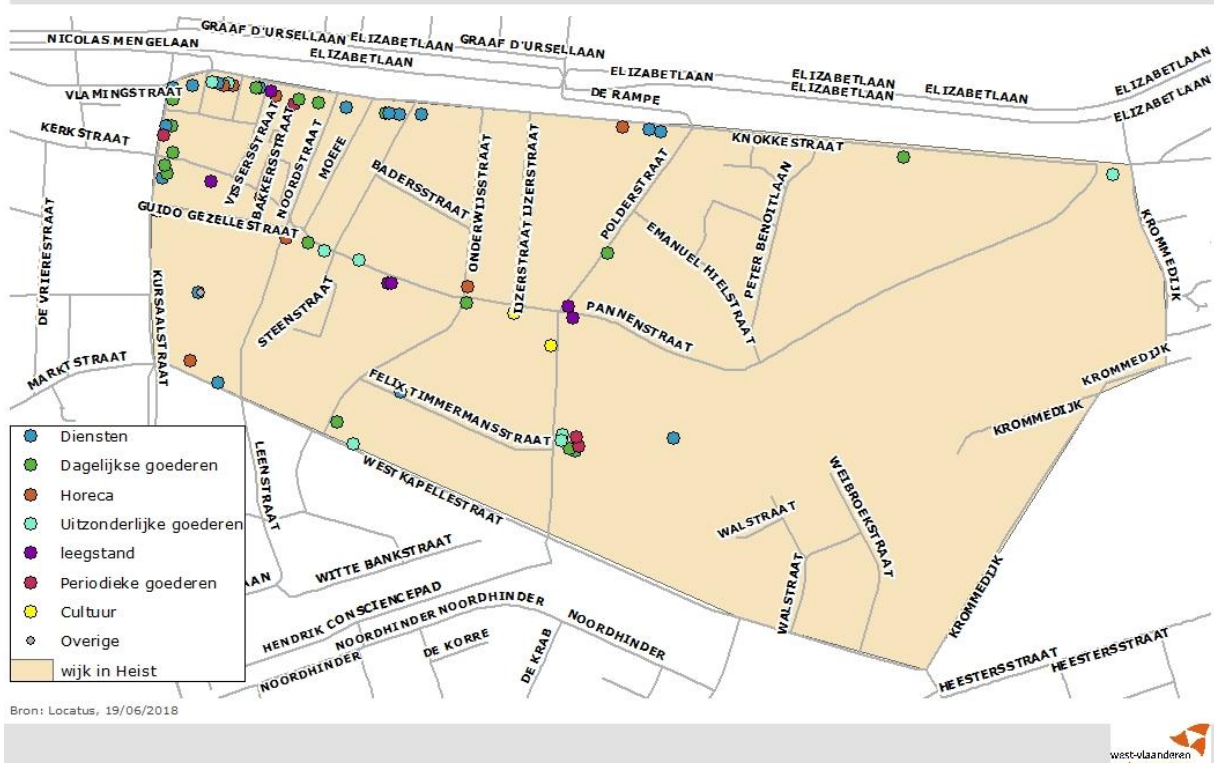 GRAAF D'URSELLAAN
ELIZABETLAAN
GRAAF D'URSELLAAN
NICOLAS MENGELAAN
ELIZABETLAAN
ELIZABETLAAN
ELIZABETLAAN
ELIZABETLAAN
ELIZABETLAAN
ELIZABETLAAN
ELIZABETLAAN
VLAMINGSTRAAT
DE RAMPE
KERKSTRAAT
KNOKKESTRAAT
VISSERSSTRAAT
BAKKERSSTRAAT
NOORDSTRAAT
MOEFE
BADERSSTRAAT
ONDERWIJSSTRAAT
IJZERSTRAAT
IJZERSTRAAT
POLDERSTRAAT
EMANUEL HIELSTRAAT
PETER BENOITLAAN
GUIDO GEZELLESTRAAT
DE VRIERESTRAAT
KURSAALSTRAAT
STEENSTRAAT
PANNENSTRAAT
KROMMEDIJK
MARKTSTRAAT
FELIX TIMMERMANSSTRAAT
KROMMEDIJK
KROMMEDIJK
LEENSTRAAT
WESTKAPELLESTRAAT
WEIBROEKSTRAAT
WALSTRAAT
WALSTRAAT
KROMMEDIJK
AAN
WITTE BANKSTRAAT
HENDRIK CONSCIENCEPAD
NOORDHINDER
NOORDHINDER
NOORDHINDER
NOORDHINDER
DE KORRE
DE KRAB
HEESTERSSTRAAT
HEESTERSSTRAAT
Diensten
Dagelijkse goederen
Horeca
Uitzonderlijke goederen
leegstand
Periodieke goederen
Cultuur
Overige
wijk in Heist
Bron: Locatus, 19/06/2018
west-vlaanderen